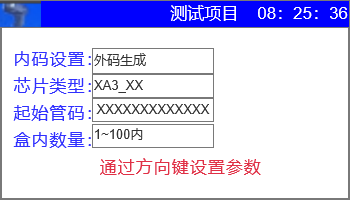 测试项目 08：25：36
内码设置:外码生成
芯片类型:XA3_XX
起始管码:XXXXXXXXXXXXX
盒内数量:1~100内
通过方向键设置参数